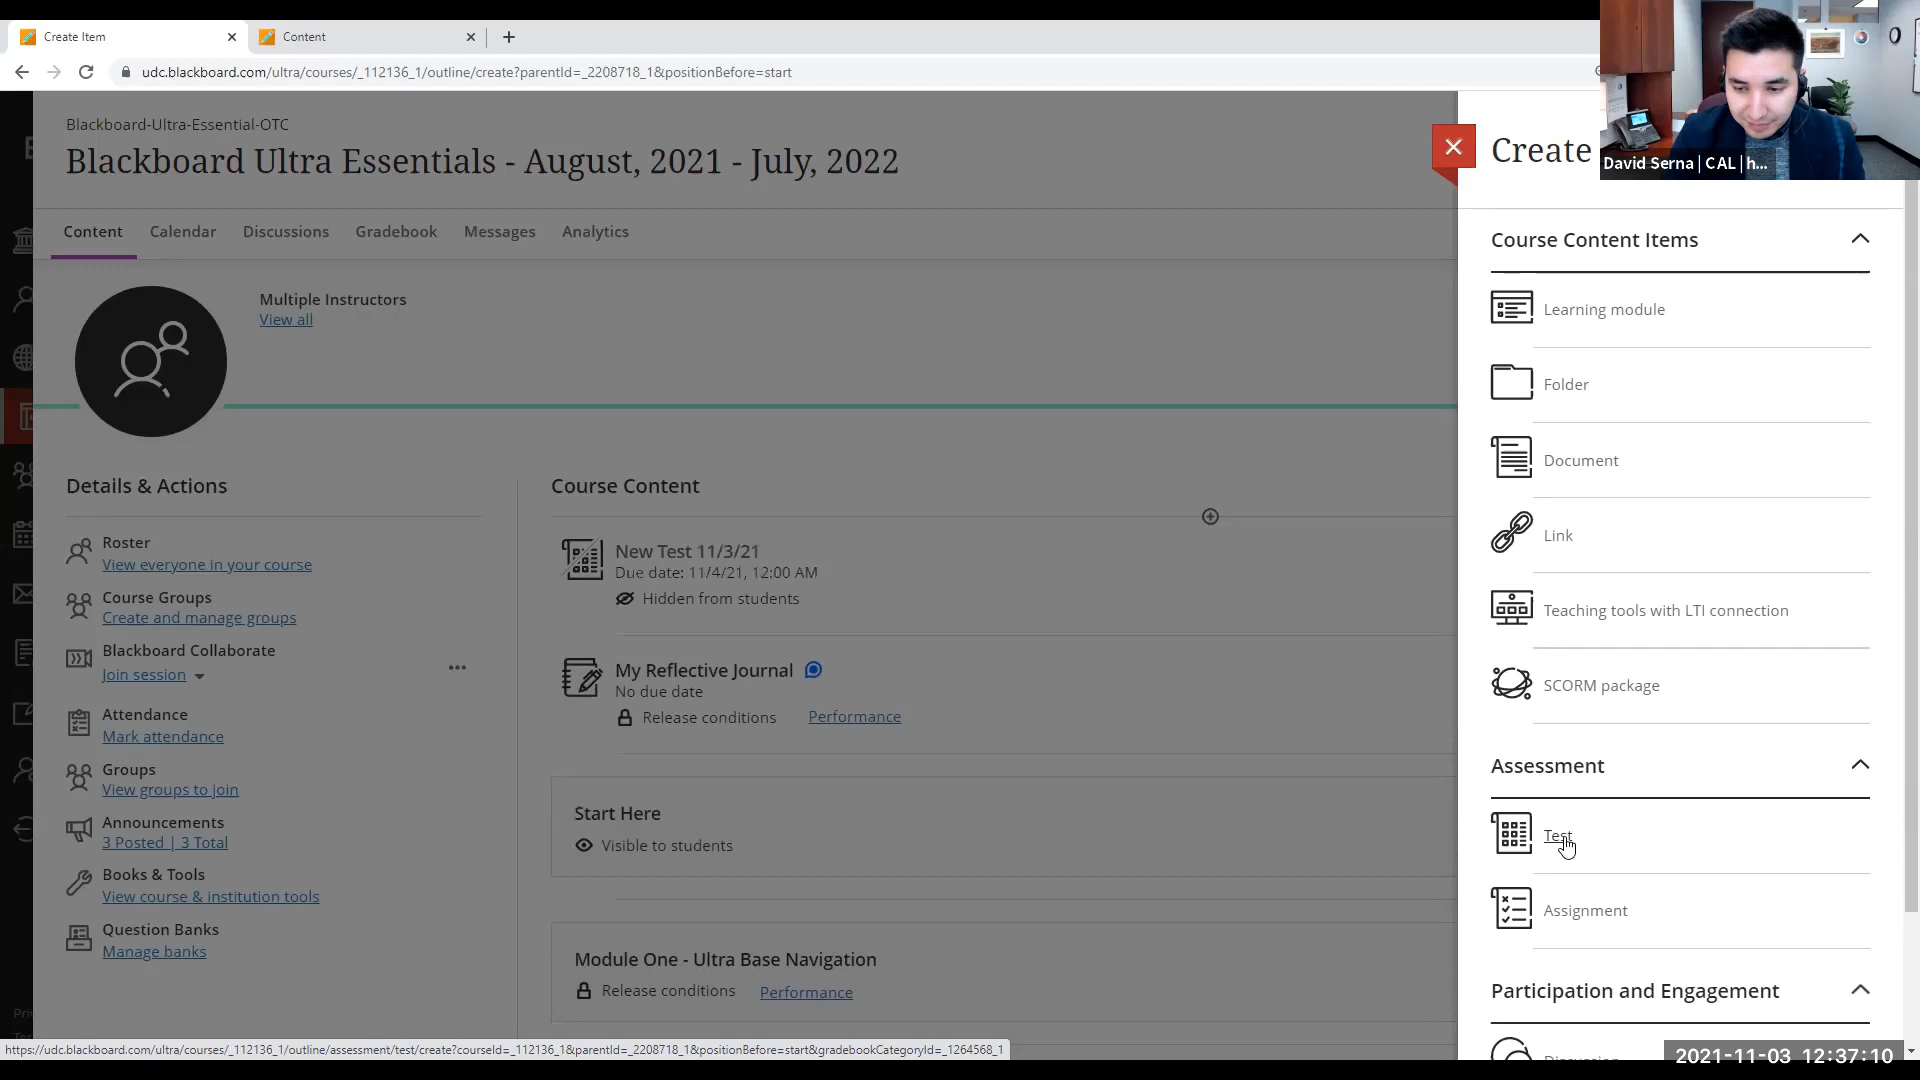 Create Item
Content
udc.blackboard.com/ultra/courses/_112136_1/outline/create?parentId=_2208718_1&positionBefore=start
Blackboard-Ultra-Essential-OTC
Blackboard Ultra Essentials - August, 2021 - July, 2022
Content
Calendar
Discussions
Gradebook
Messages
Analytics
Multiple Instructors
View all
Details & Actions
Roster
View everyone in your course
Course Groups
Create and manage groups
Blackboard Collaborate
Join session
Attendance
Mark attendance
Groups
View groups to join
Announcements
3 Posted | 3 Total
Books & Tools
View course & institution tools
Question Banks
Manage banks
Course Content
New Test 11/3/21
Due date: 11/4/21, 12:00 AM
Hidden from students
My Reflective Journal
No due date
Release conditions Performance
Start Here
Visible to students
Module One - Ultra Base Navigation
Release conditions Performance
https://udc.blackboard.com/ultra/courses/_112136_1/outline/assessment/test/create?courseId=_112136_1&parentId=_2208718_1&positionBefore=start&gradebookCategoryId=_1264568_1
David Serna | CAL | h...
Create
Course Content Items
Learning module
Folder
Document
Link
Teaching tools with LTI connection
SCORM package
Assessment
Test
Assignment
Participation and Engagement
Discussion
2021-11-03 12:37:10